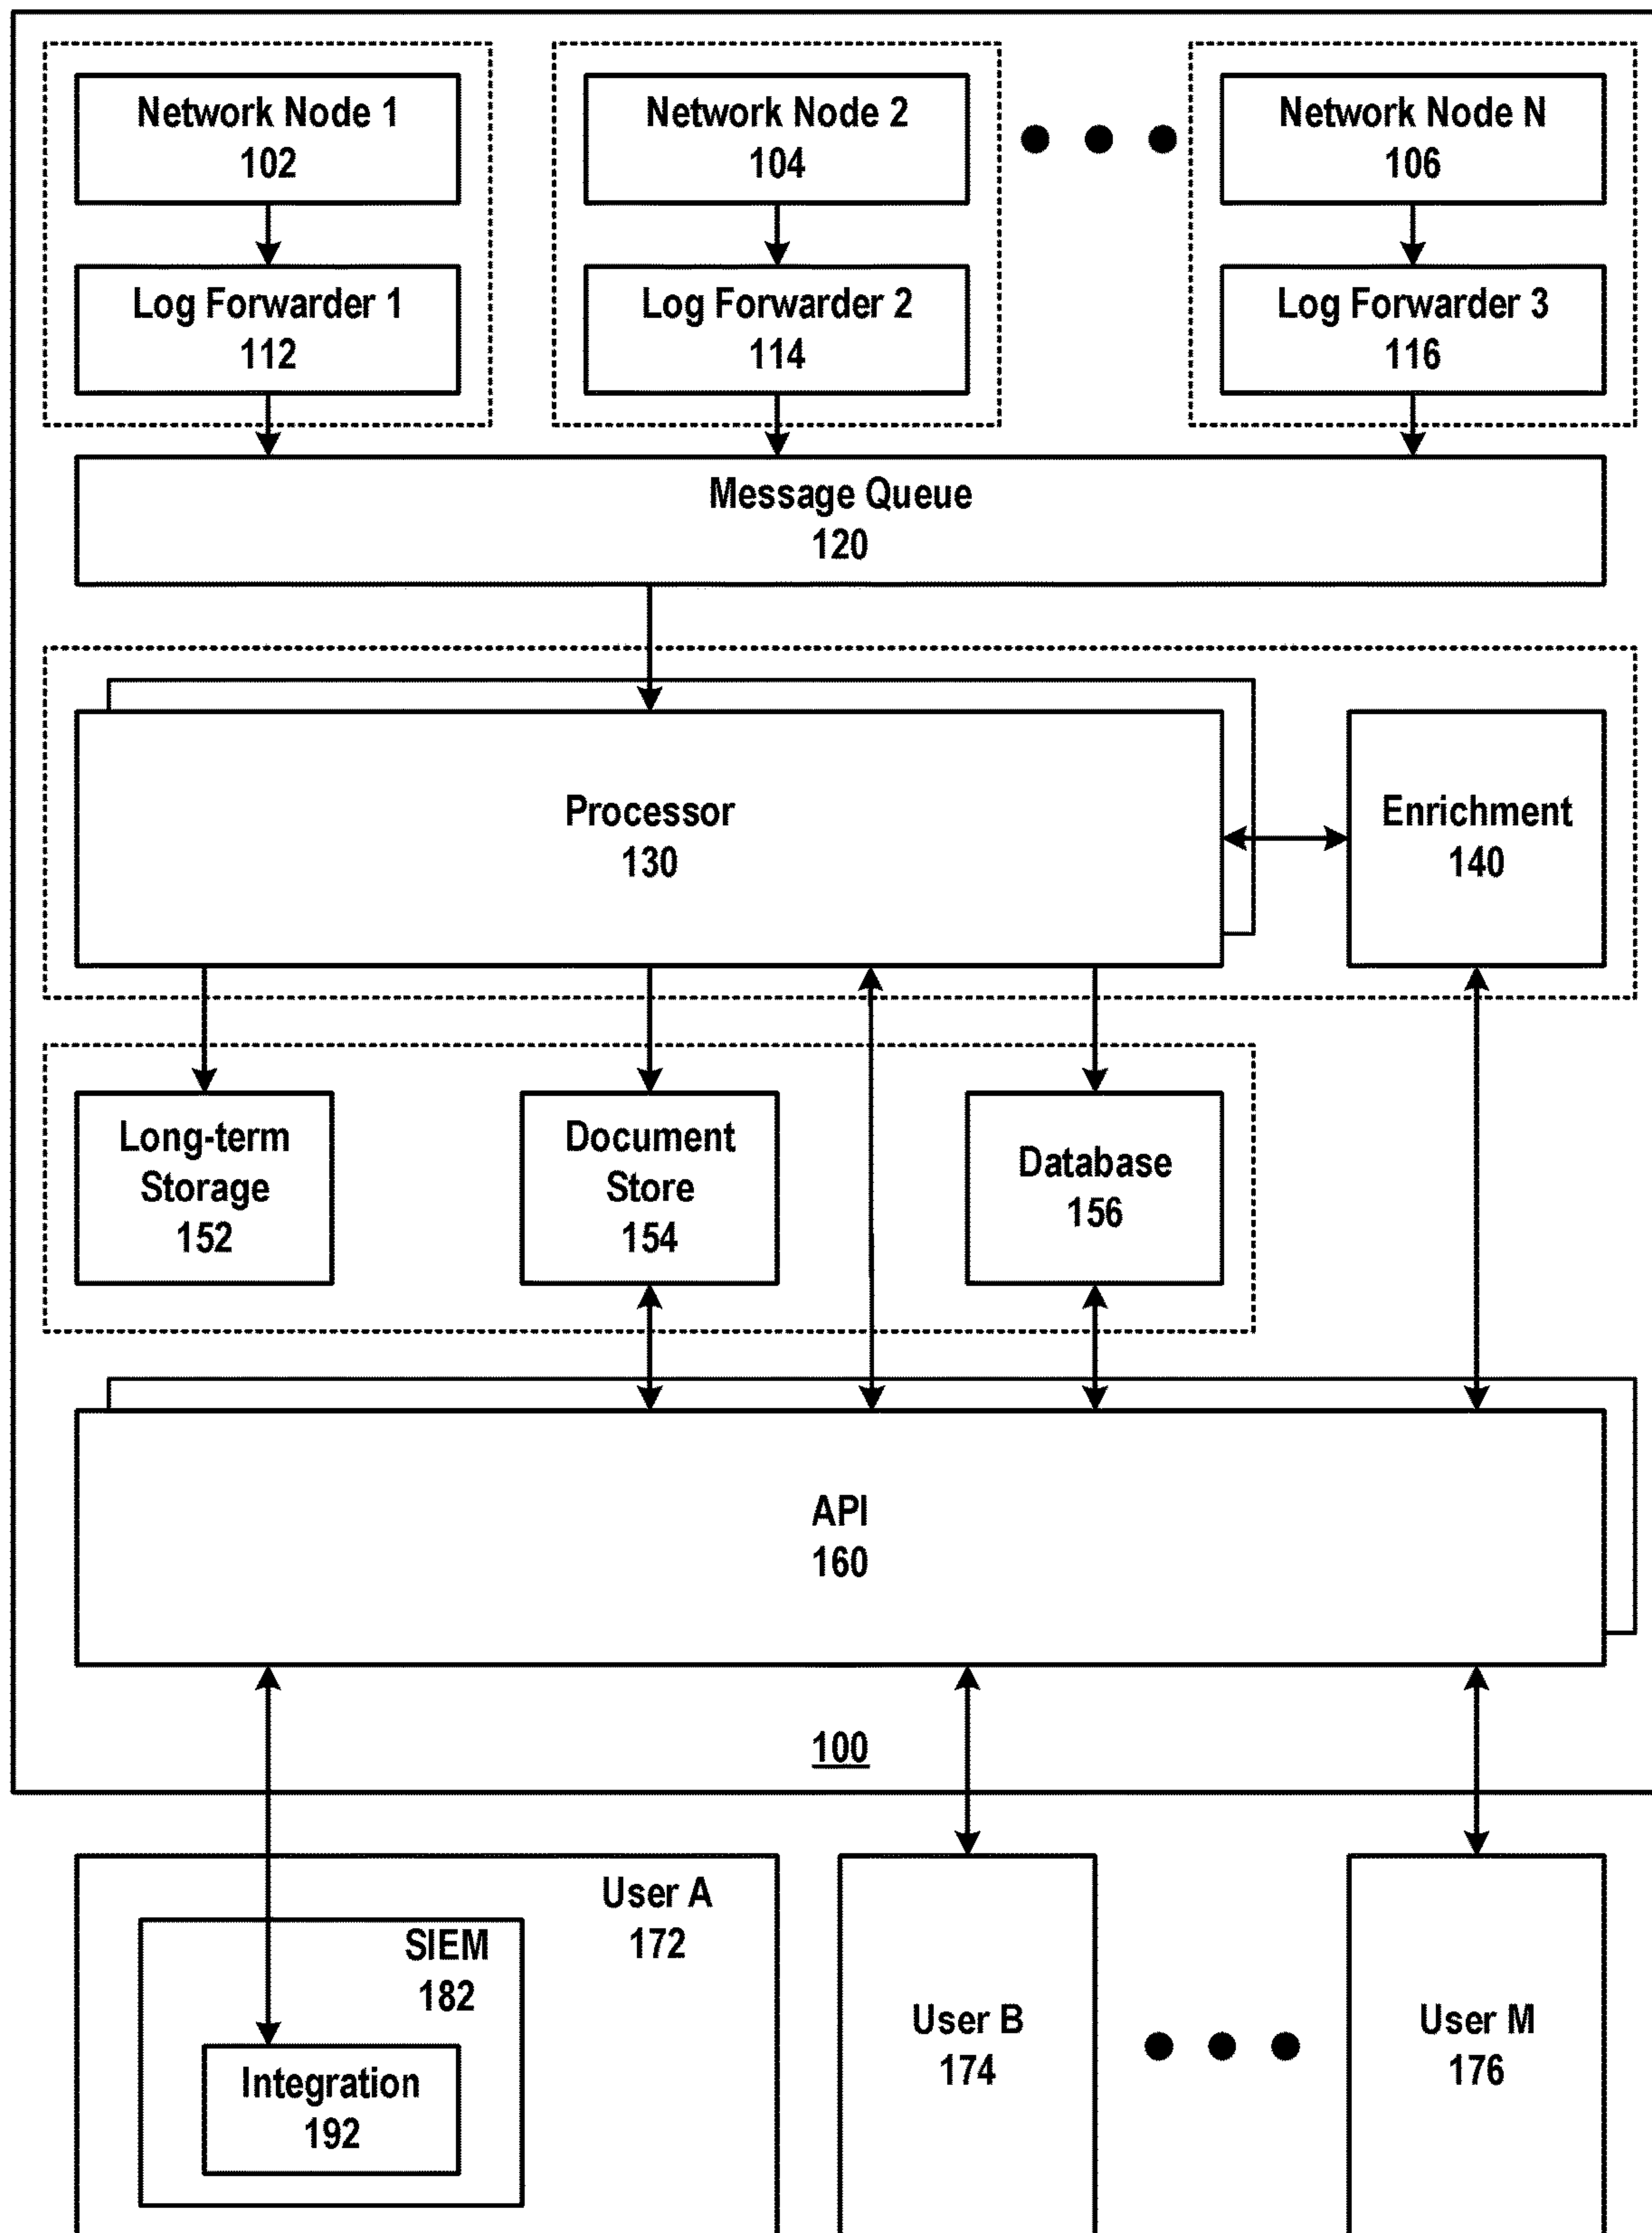 Network Node 1
102
Network Node 2
104
Network Node N
106
Log Forwarder 1
112
Log Forwarder 2
114
Log Forwarder 3
116
Message Queue
120
Processor
130
Enrichment
140
Long-term
Storage
152
Document
Store
154
Database
156
API
160
100
User A
172
SIEM
182
Integration
192
User B
174
User M
176